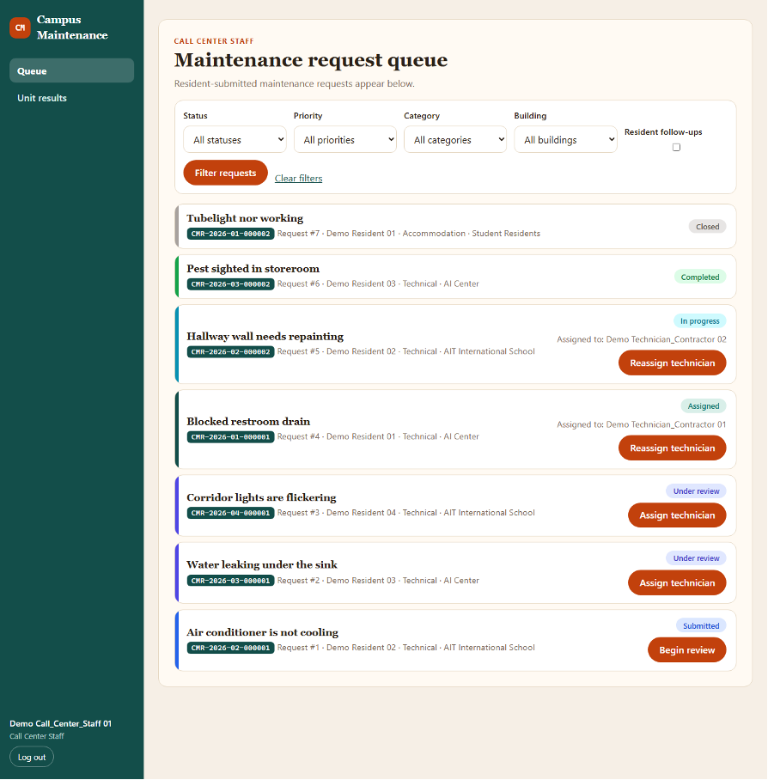 CM
Campus
Maintenance
Queue
Unit results
Demo Call_Center_Staff 01
Call Center Staff
Log out
CALL CENTER STAFF
Maintenance request queue
Resident-submitted maintenance requests appear below.
Status Priority Category Building Resident follow-ups
All statuses All priorities All categories All buildings
Filter requests Clear filters
Tubelight nor working
CMR-2026-01-000002 Request #7 · Demo Resident 01 · Accommodation · Student Residents
Closed
Pest sighted in storeroom
CMR-2026-03-000002 Request #6 · Demo Resident 03 · Technical · AI Center
Completed
Hallway wall needs repainting
CMR-2026-02-000002 Request #5 · Demo Resident 02 · Technical · AIT International School
In progress
Assigned to: Demo Technician_Contractor 02
Reassign technician
Blocked restroom drain
CMR-2026-01-000001 Request #4 · Demo Resident 01 · Technical · AI Center
Assigned
Assigned to: Demo Technician_Contractor 01
Reassign technician
Corridor lights are flickering
CMR-2026-04-000001 Request #3 · Demo Resident 04 · Technical · AIT International School
Under review
Assign technician
Water leaking under the sink
CMR-2026-03-000001 Request #2 · Demo Resident 03 · Technical · AI Center
Under review
Assign technician
Air conditioner is not cooling
CMR-2026-02-000001 Request #1 · Demo Resident 02 · Technical · AIT International School
Submitted
Begin review